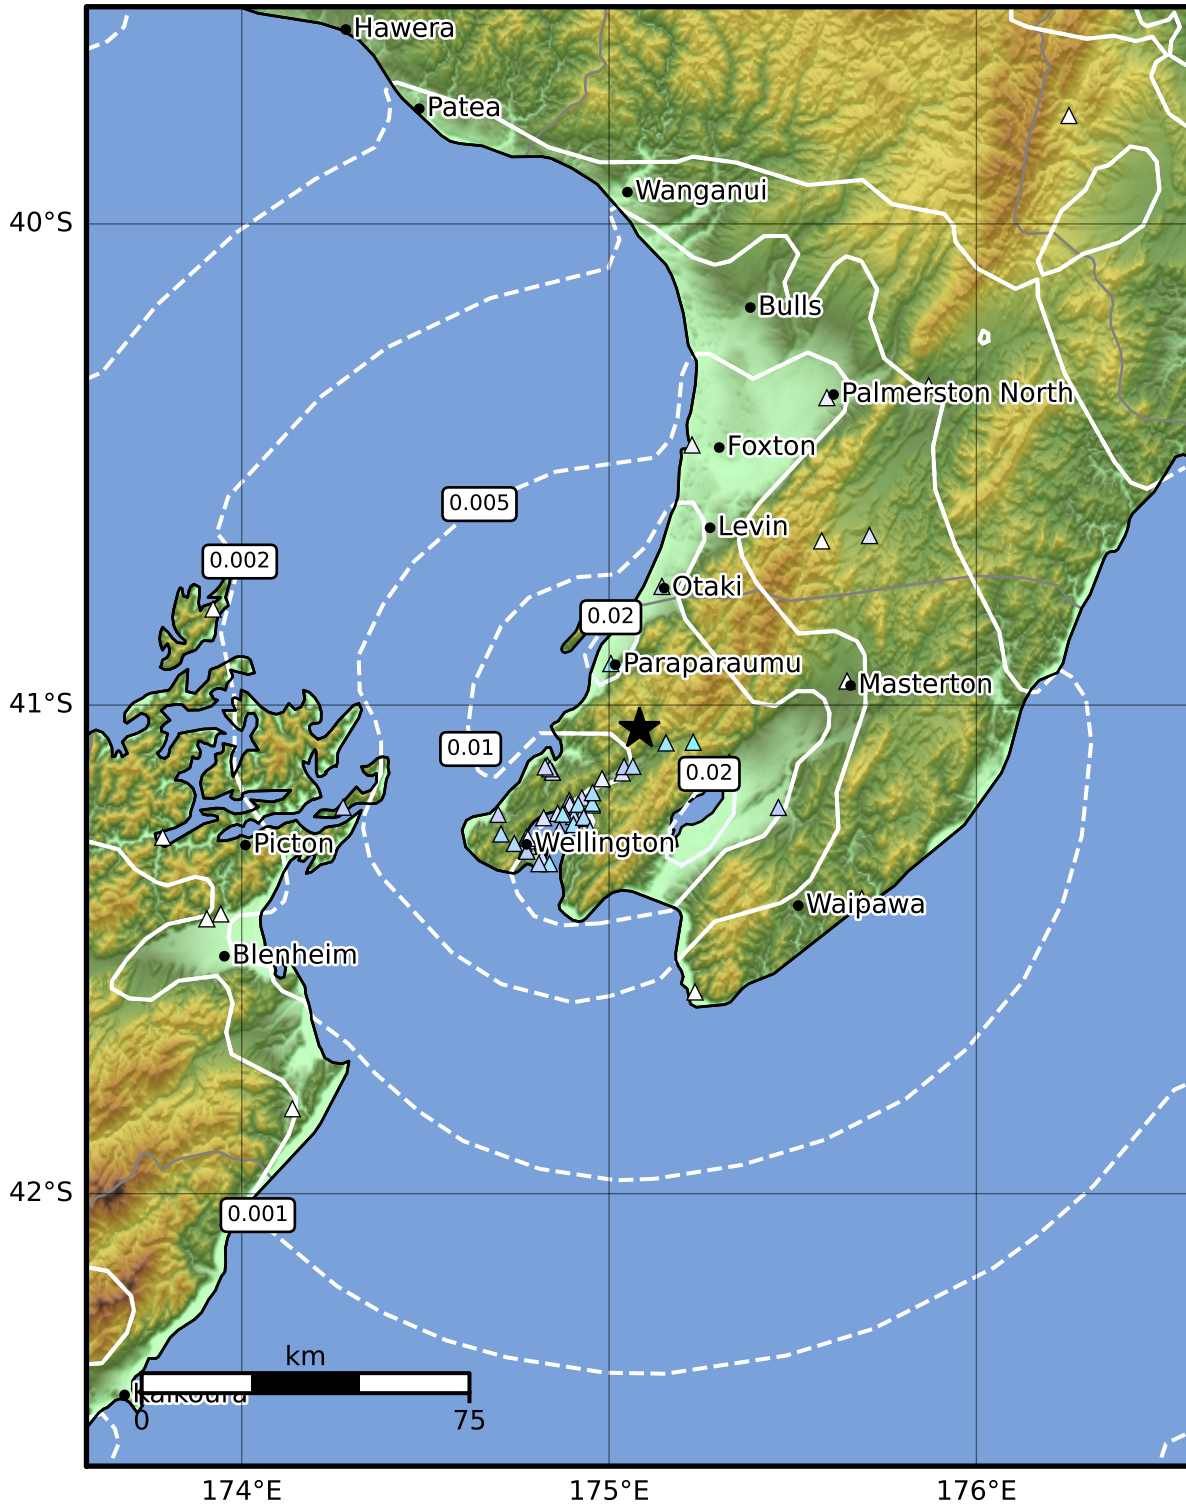 Hawera
Patea
Wanganui
40°S
Bulls
Palmerston North
Foxton
0.005
Levin
0.002
Otaki
0.02
Paraparaumu
Masterton
41°S
0.01
0.02
Picton
Wellington
Waipawa
Blenheim
42°S
0.001
km
Kaikoura
0
75
174°E
175°E
176°E